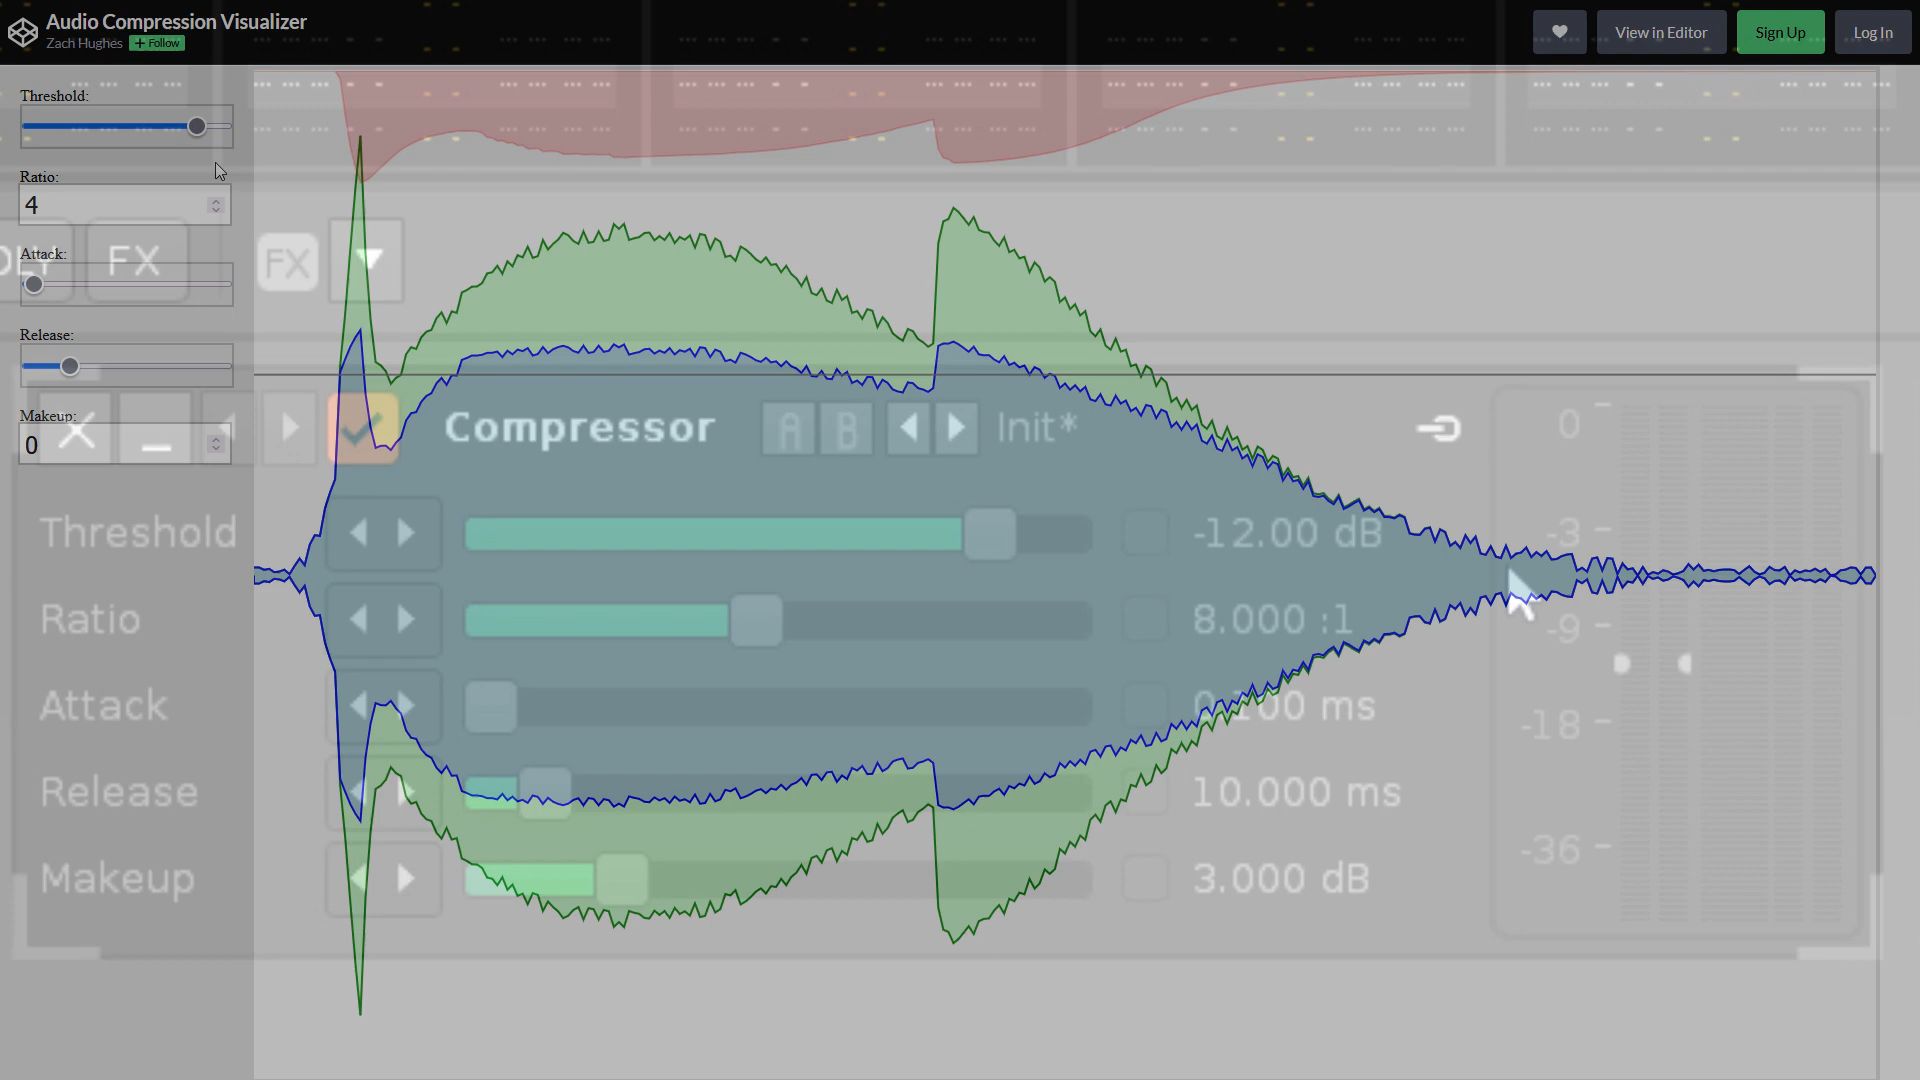 Audio Compression Visualizer
Zach Hughes + Follow
View in Editor
Sign Up
Log In
Threshold:
Ratio:
4
Attack:
FX
FX
Release:
Makeup:
0
Compressor
A B
Init*
0
Threshold
-12.00 dB
-3
Ratio
8.000 :1
-9
Attack
ms
-18
Release
10.000 ms
-36
Makeup
3.000 dB